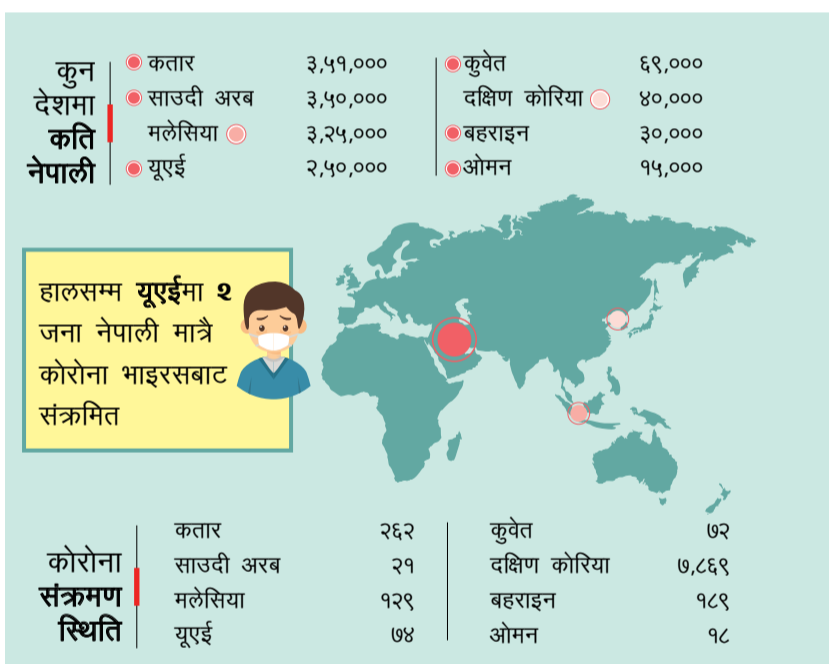 कुन
देशमा
कति
नेपाली
कतार ३,५१,०००
साउदी अरब ३,५०,०००
मलेसिया ३,२५,०००
यूएई २,५०,०००
कुवेत ६९,०००
दक्षिण कोरिया ४०,०००
बहराइन ३०,०००
ओमन १५,०००
हालसम्म यूएईमा २
जना नेपाली मात्रै
कोरोना भाइरसबाट
संक्रमित
कोरोना
संक्रमण
स्थिति
कतार २६२
साउदी अरब २१
मलेसिया १२९
यूएई ७४
कुवेत ७२
दक्षिण कोरिया ७,८६९
बहराइन १८९
ओमन १८